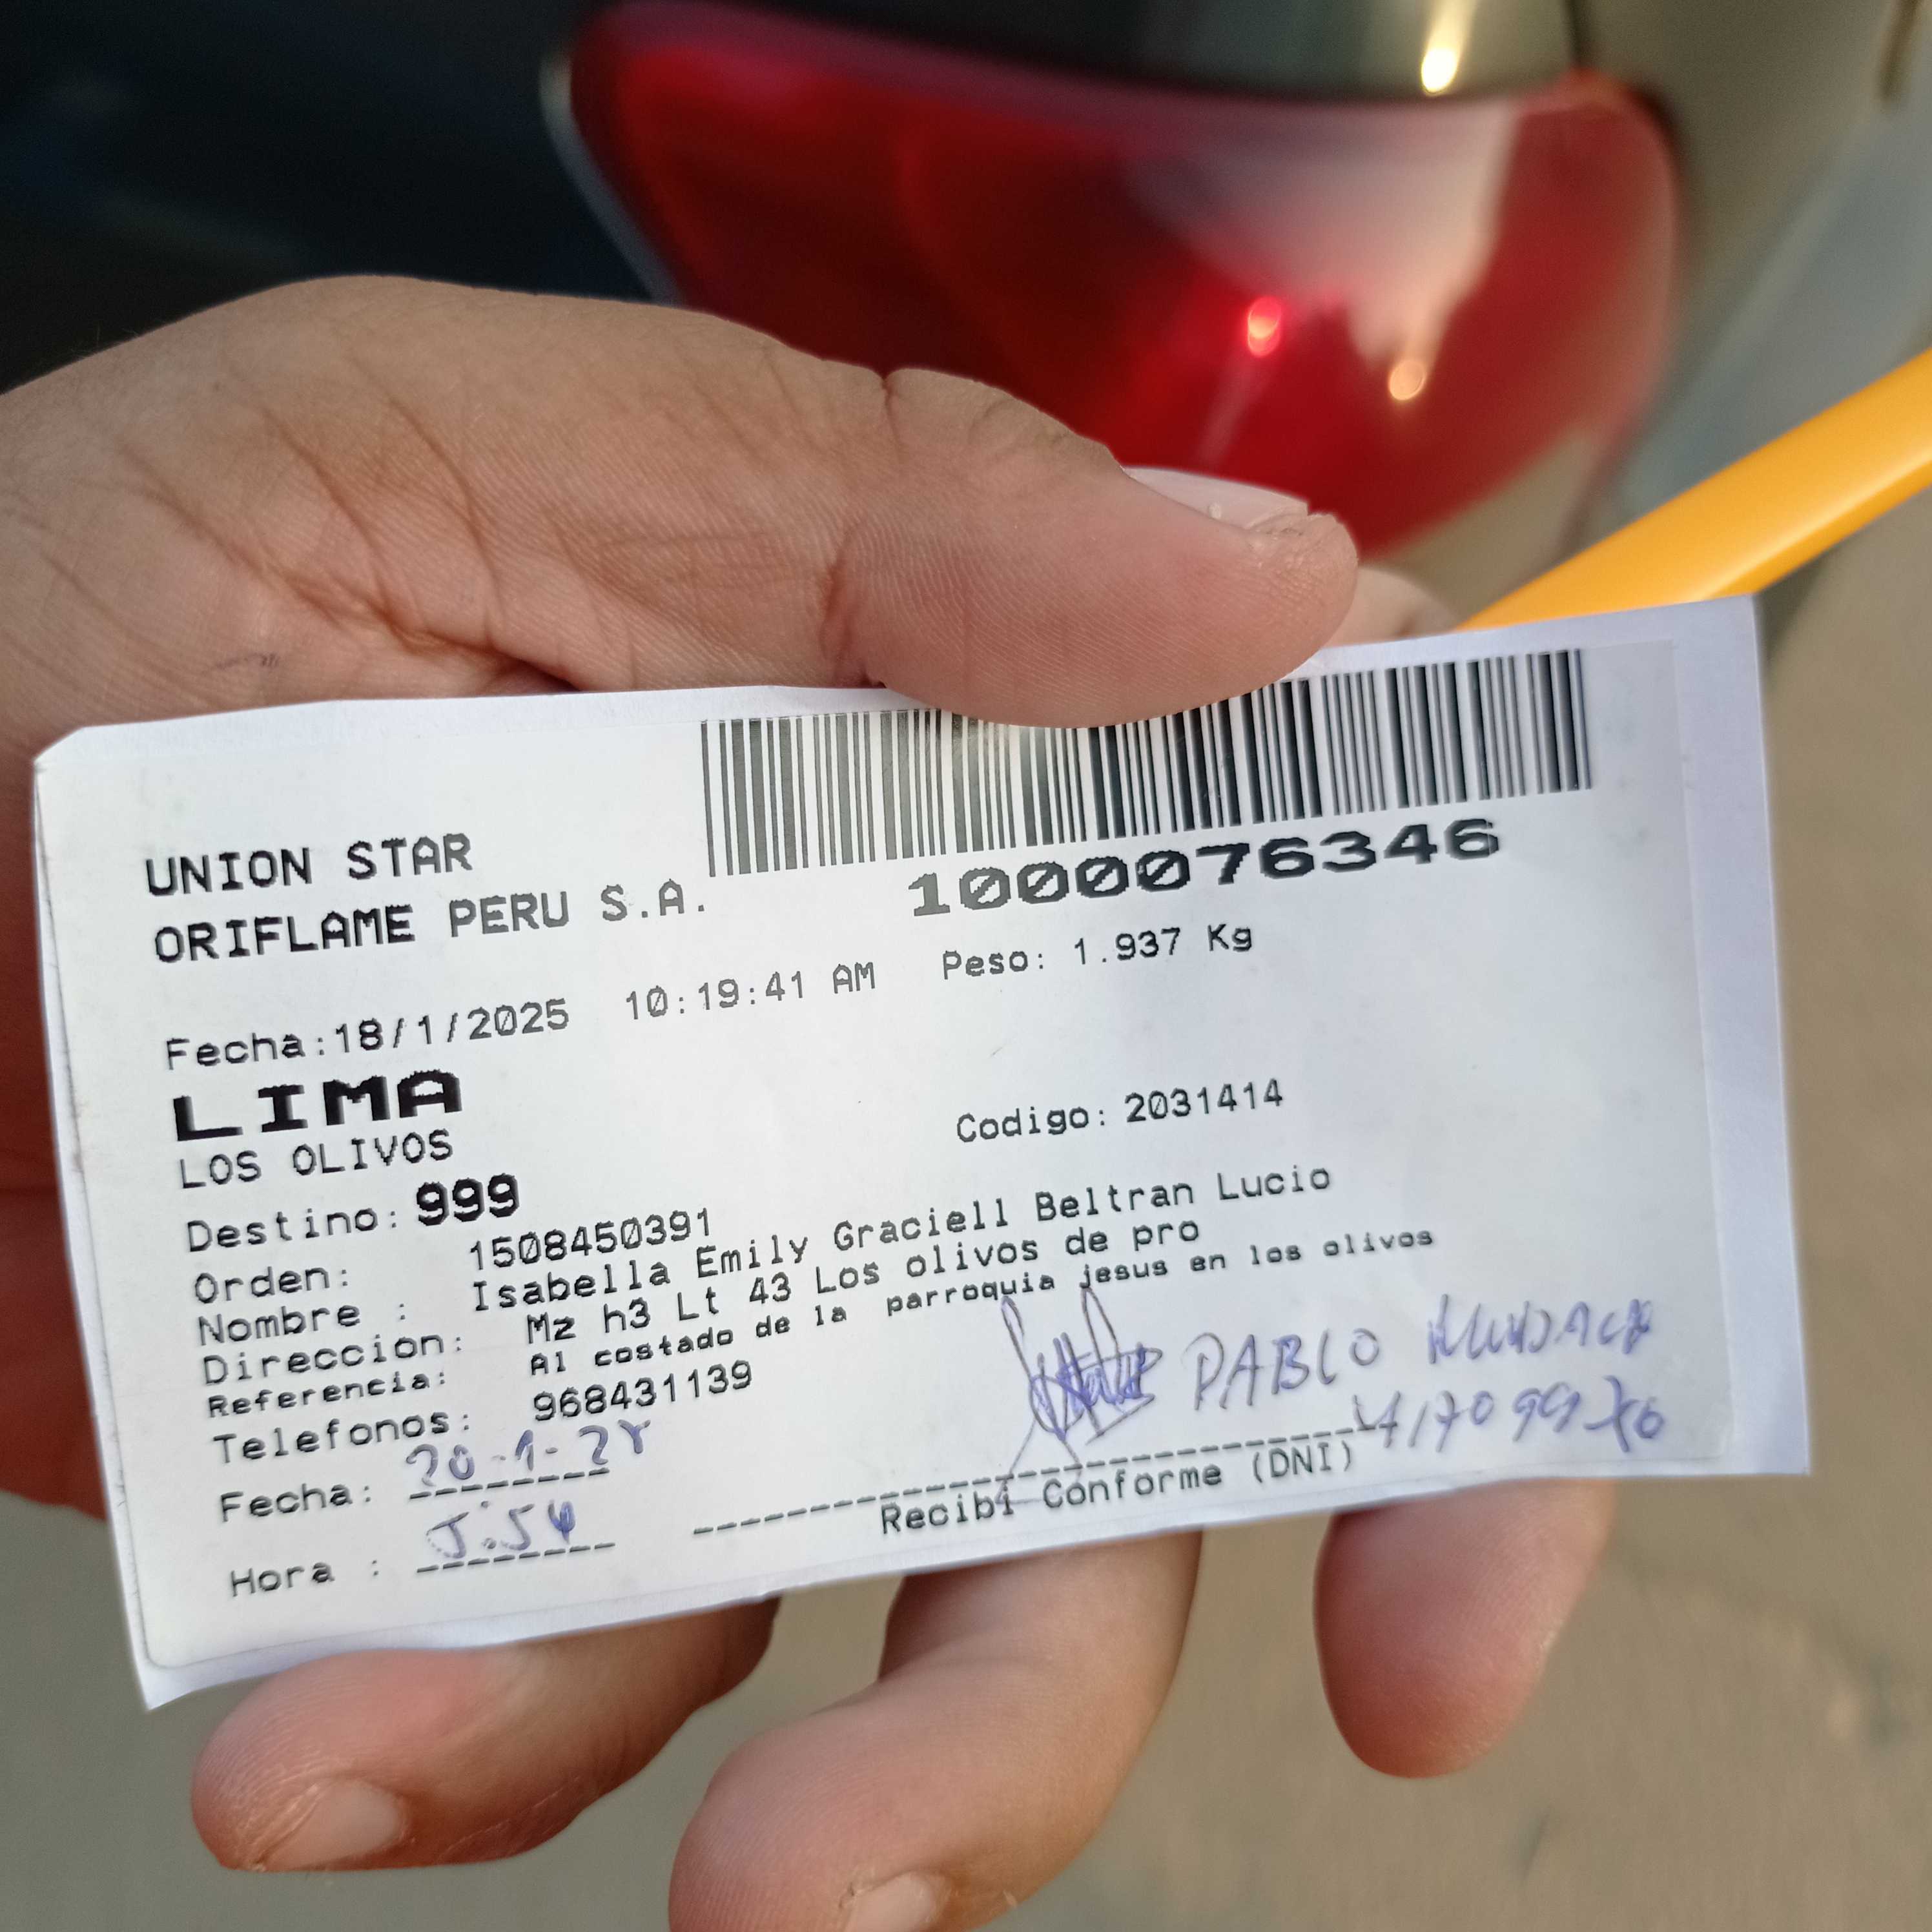 UNION STAR
ORIFLAME PERU S.A.
1000076346
Fecha:18/1/2025 10:19:41 AM Peso: 1.937 Kg
LIMA
LOS OLIVOS
Codigo: 2031414
Destino: 999
Orden: 1508450391
Nombre : Isabella Emily Graciell Beltran Lucio
Direccion: Mz h3 Lt 43 Los olivos de pro
Referencia: Al costado de la parroquia jesus en los olivos
Telefonos: 968431139
PABLO
Fecha:
Hora :
Recibi Conforme (DNI)